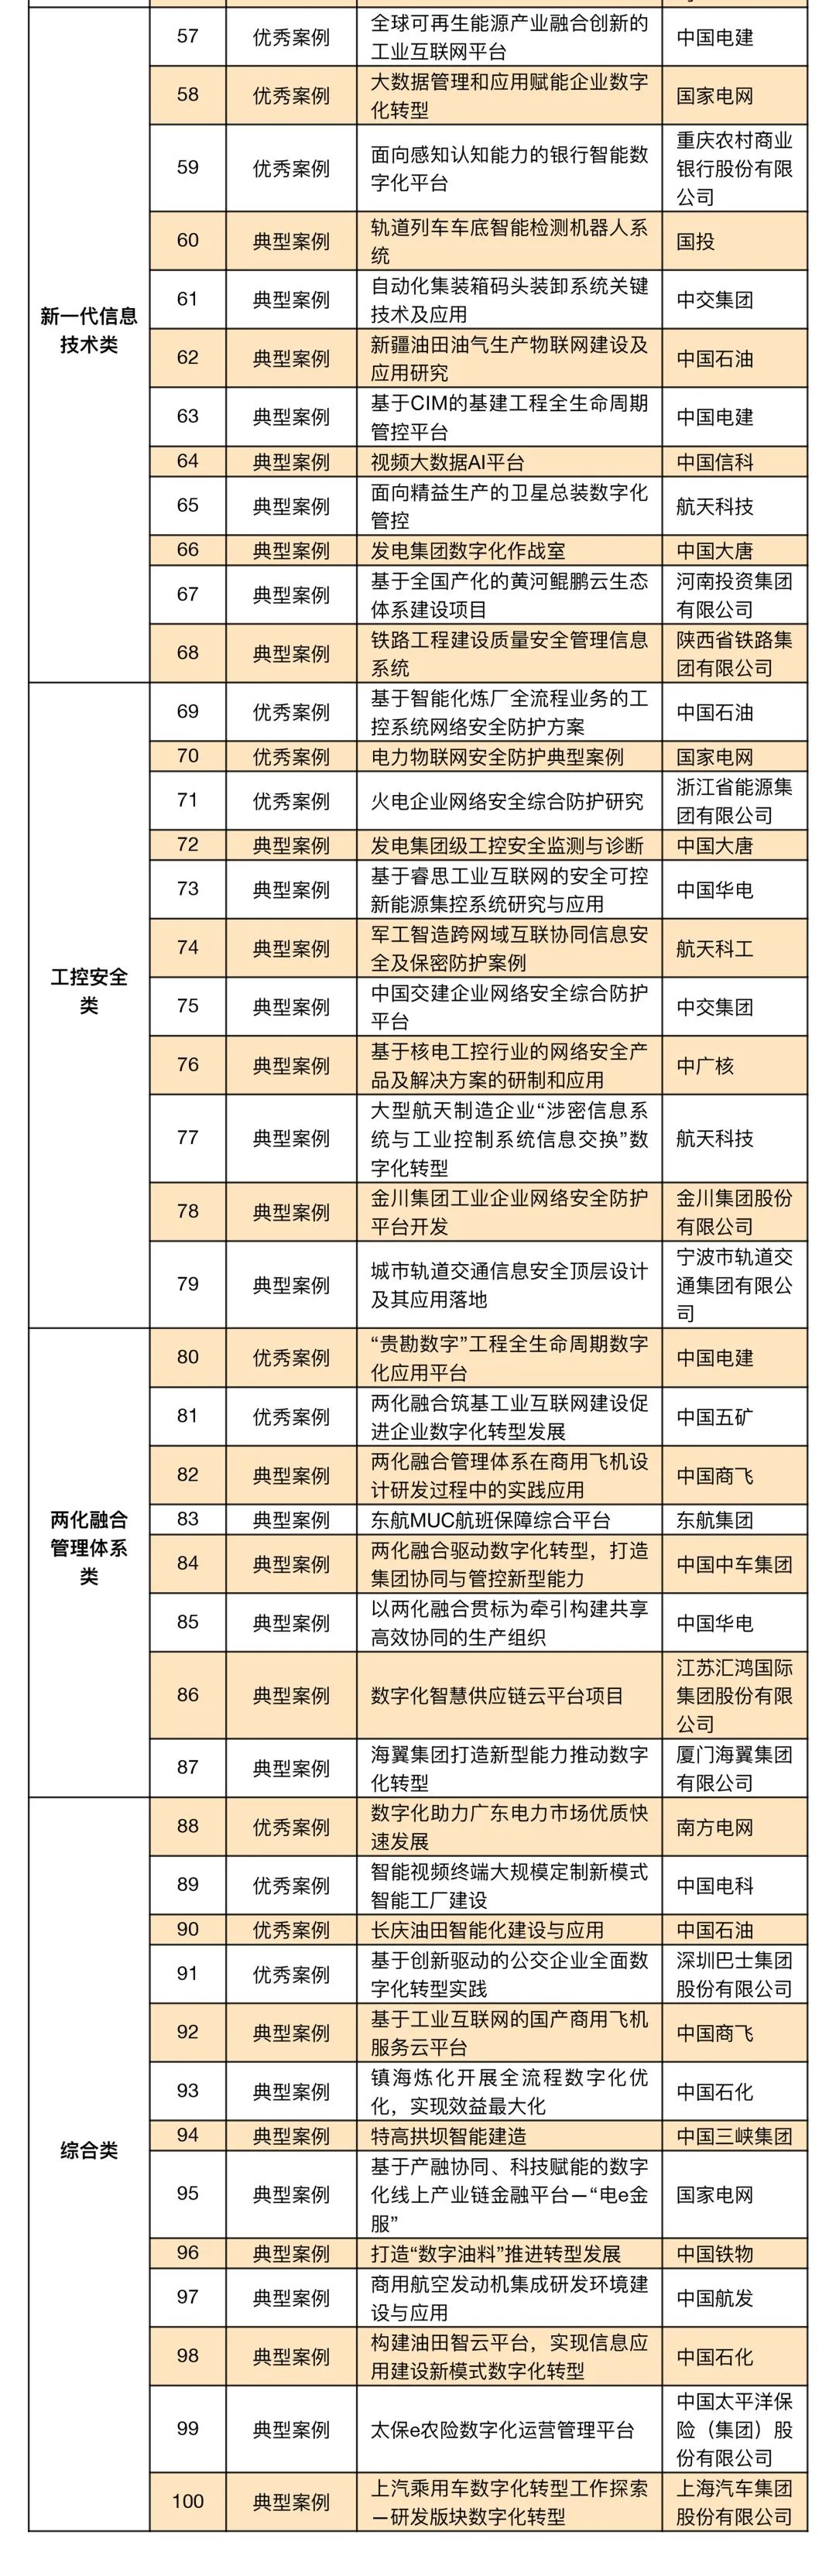 57 优秀案例 全球可再生能源产业融合创新的
工业互联网平台 中国电建
58 优秀案例 大数据管理和应用赋能企业数字
化转型 国家电网
59 优秀案例 面向感知认知能力的银行智能数
字化平台 重庆农村商业
银行股份有限
公司
60 典型案例 轨道列车车底智能检测机器人系
统 国投
新一代信息
技术类
61 典型案例 自动化集装箱码头装卸系统关键
技术及应用 中交集团
62 典型案例 新疆油田油气生产物联网建设及
应用研究 中国石油
63 典型案例 基于CIM的基建工程全生命周期
管控平台 中国电建
64 典型案例 视频大数据AI平台 中国信科
65 典型案例 面向精益生产的卫星总装数字化
管控 航天科技
66 典型案例 发电集团数字化作战室 中国大唐
67 典型案例 基于全国产化的黄河鲲鹏云生态
体系建设项目 河南投资集团
有限公司
68 典型案例 铁路工程建设质量安全管理信息
系统 陕西省铁路集
团有限公司
69 优秀案例 基于智能化炼厂全流程业务的工
控系统网络安全防护方案 中国石油
70 优秀案例 电力物联网安全防护典型案例 国家电网
71 优秀案例 火电企业网络安全综合防护研究 浙江省能源集
团有限公司
72 典型案例 发电集团级工控安全监测与诊断 中国大唐
73 典型案例 基于睿思工业互联网的安全可控
新能源集控系统研究与应用 中国华电
74 典型案例 军工智造跨网域互联协同信息安
全及保密防护案例 航天科工
工控安全
类
75 典型案例 中国交建企业网络安全综合防护
平台 中交集团
76 典型案例 基于核电工控行业的网络安全产
品及解决方案的研制和应用 中广核
77 典型案例 大型航天制造企业“涉密信息系
统与工业控制系统信息交换”数
字化转型 航天科技
78 典型案例 金川集团工业企业网络安全防护
平台开发 金川集团股份
有限公司
79 典型案例 城市轨道交通信息安全顶层设计
及其应用落地 宁波市轨道交
通集团有限公
司
80 优秀案例 “贵勘数字”工程全生命周期数字
化应用平台 中国电建
81 优秀案例 两化融合筑基工业互联网建设促
进企业数字化转型发展 中国五矿
82 典型案例 两化融合管理体系在商用飞机设
计研发过程中的实践应用 中国商飞
两化融合
管理体系
类
83 典型案例 东航MUC航班保障综合平台 东航集团
84 典型案例 两化融合驱动数字化转型，打造
集团协同与管控新型能力 中国中车集团
85 典型案例 以两化融合贯标为牵引构建共享
高效协同的生产组织 中国华电
86 典型案例 数字化智慧供应链云平台项目 江苏汇鸿国际
集团股份有限
公司
87 典型案例 海翼集团打造新型能力推动数字
化转型 厦门海翼集团
有限公司
88 优秀案例 数字化助力广东电力市场优质快
速发展 南方电网
89 优秀案例 智能视频终端大规模定制新模式
智能工厂建设 中国电科
90 优秀案例 长庆油田智能化建设与应用 中国石油
91 优秀案例 基于创新驱动的公交企业全面数
字化转型实践 深圳巴士集团
股份有限公司
92 典型案例 基于工业互联网的国产商用飞机
服务云平台 中国商飞
93 典型案例 镇海炼化开展全流程数字化优
化，实现效益最大化 中国石化
94 典型案例 特高拱坝智能建造 中国三峡集团
综合类
95 典型案例 基于产融协同、科技赋能的数字
化线上产业链金融平台—“电e金
服” 国家电网
96 典型案例 打造“数字油料”推进转型发展 中国铁物
97 典型案例 商用航空发动机集成研发环境建
设与应用 中国航发
98 典型案例 构建油田智云平台，实现信息应
用建设新模式数字化转型 中国石化
99 典型案例 太保e农险数字化运营管理平台 中国太平洋保
险（集团）股
份有限公司
100 典型案例 上汽乘用车数字化转型工作探索
—研发版块数字化转型 上海汽车集团
股份有限公司